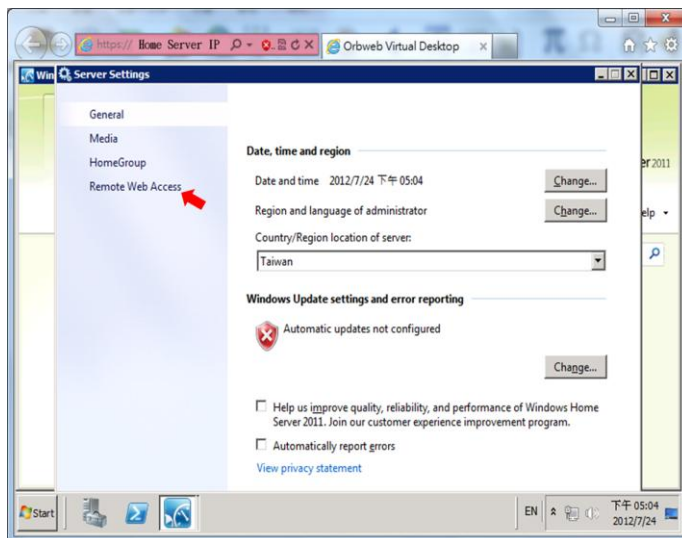 https:// Home Server IP
Orbweb Virtual Desktop
Win
Server Settings
General
Media
HomeGroup
Remote Web Access
er 2011
elp
Date, time and region
Date and time 2012/7/24 下午 05:04
Change...
Region and language of administrator
Change...
Country/Region location of server:
Taiwan
Windows Update settings and error reporting
Automatic updates not configured
Change...
Help us improve quality, reliability, and performance of Windows Home
Server 2011. Join our customer experience improvement program.
Automatically report errors
View privacy statement
Start
EN
下午 05:04
2012/7/24